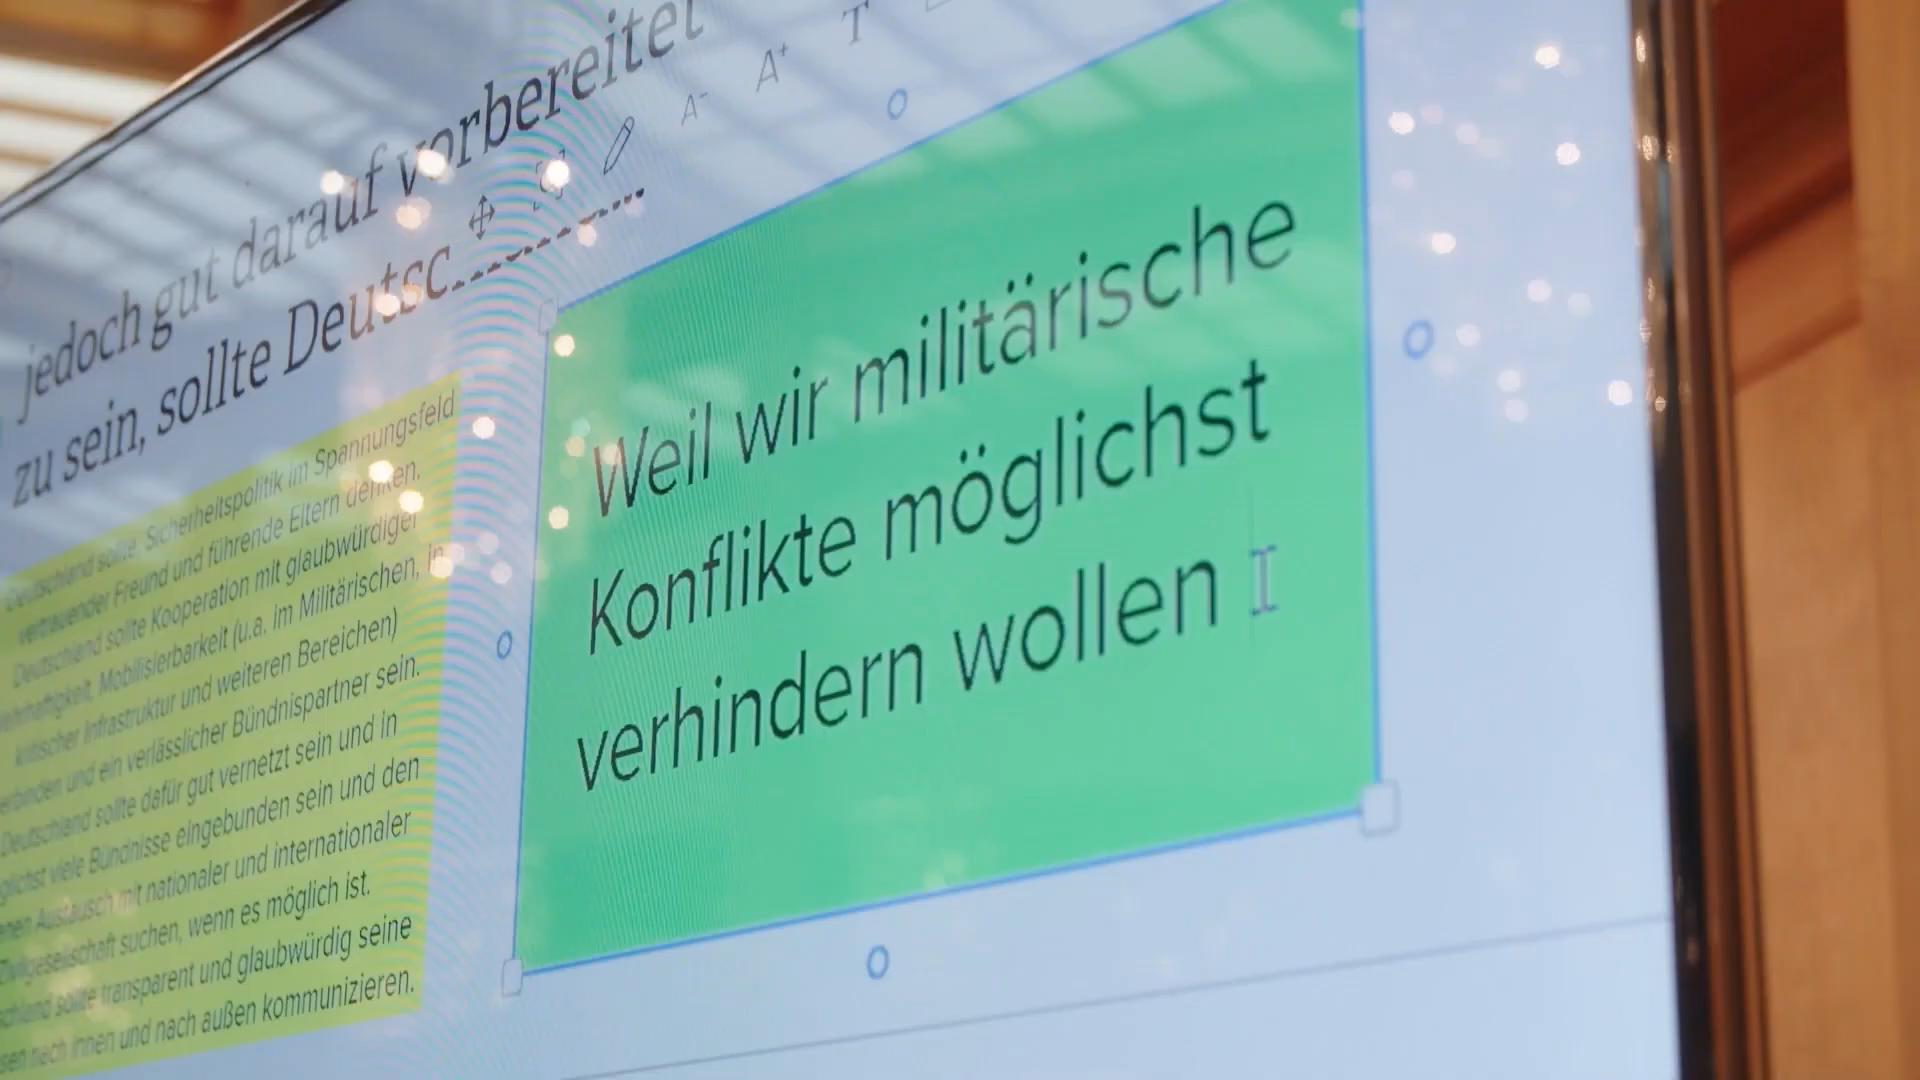 jedoch gut darauf vorbereitet
zu sein, sollte Deutsc
A- A+ T
Deutschland sollte Sicherheitspolitik im Spannungsfeld
vertrauender Freund und führende Eltern denken.
Deutschland sollte Kooperation mit glaubwürdiger
Mobilisierbarkeit (u.a. im Militärischen, in
kritischer Infrastruktur und weiteren Bereichen)
und ein verlässlicher Bündnispartner sein.
Deutschland sollte dafür gut vernetzt sein und in
viele Bündnisse eingebunden sein und den
Austausch mit nationaler und internationaler
Zivilgesellschaft suchen, wenn es möglich ist.
sollte transparent und glaubwürdig seine
nach innen und nach außen kommunizieren.
Weil wir militärische
Konflikte möglichst
verhindern wollen